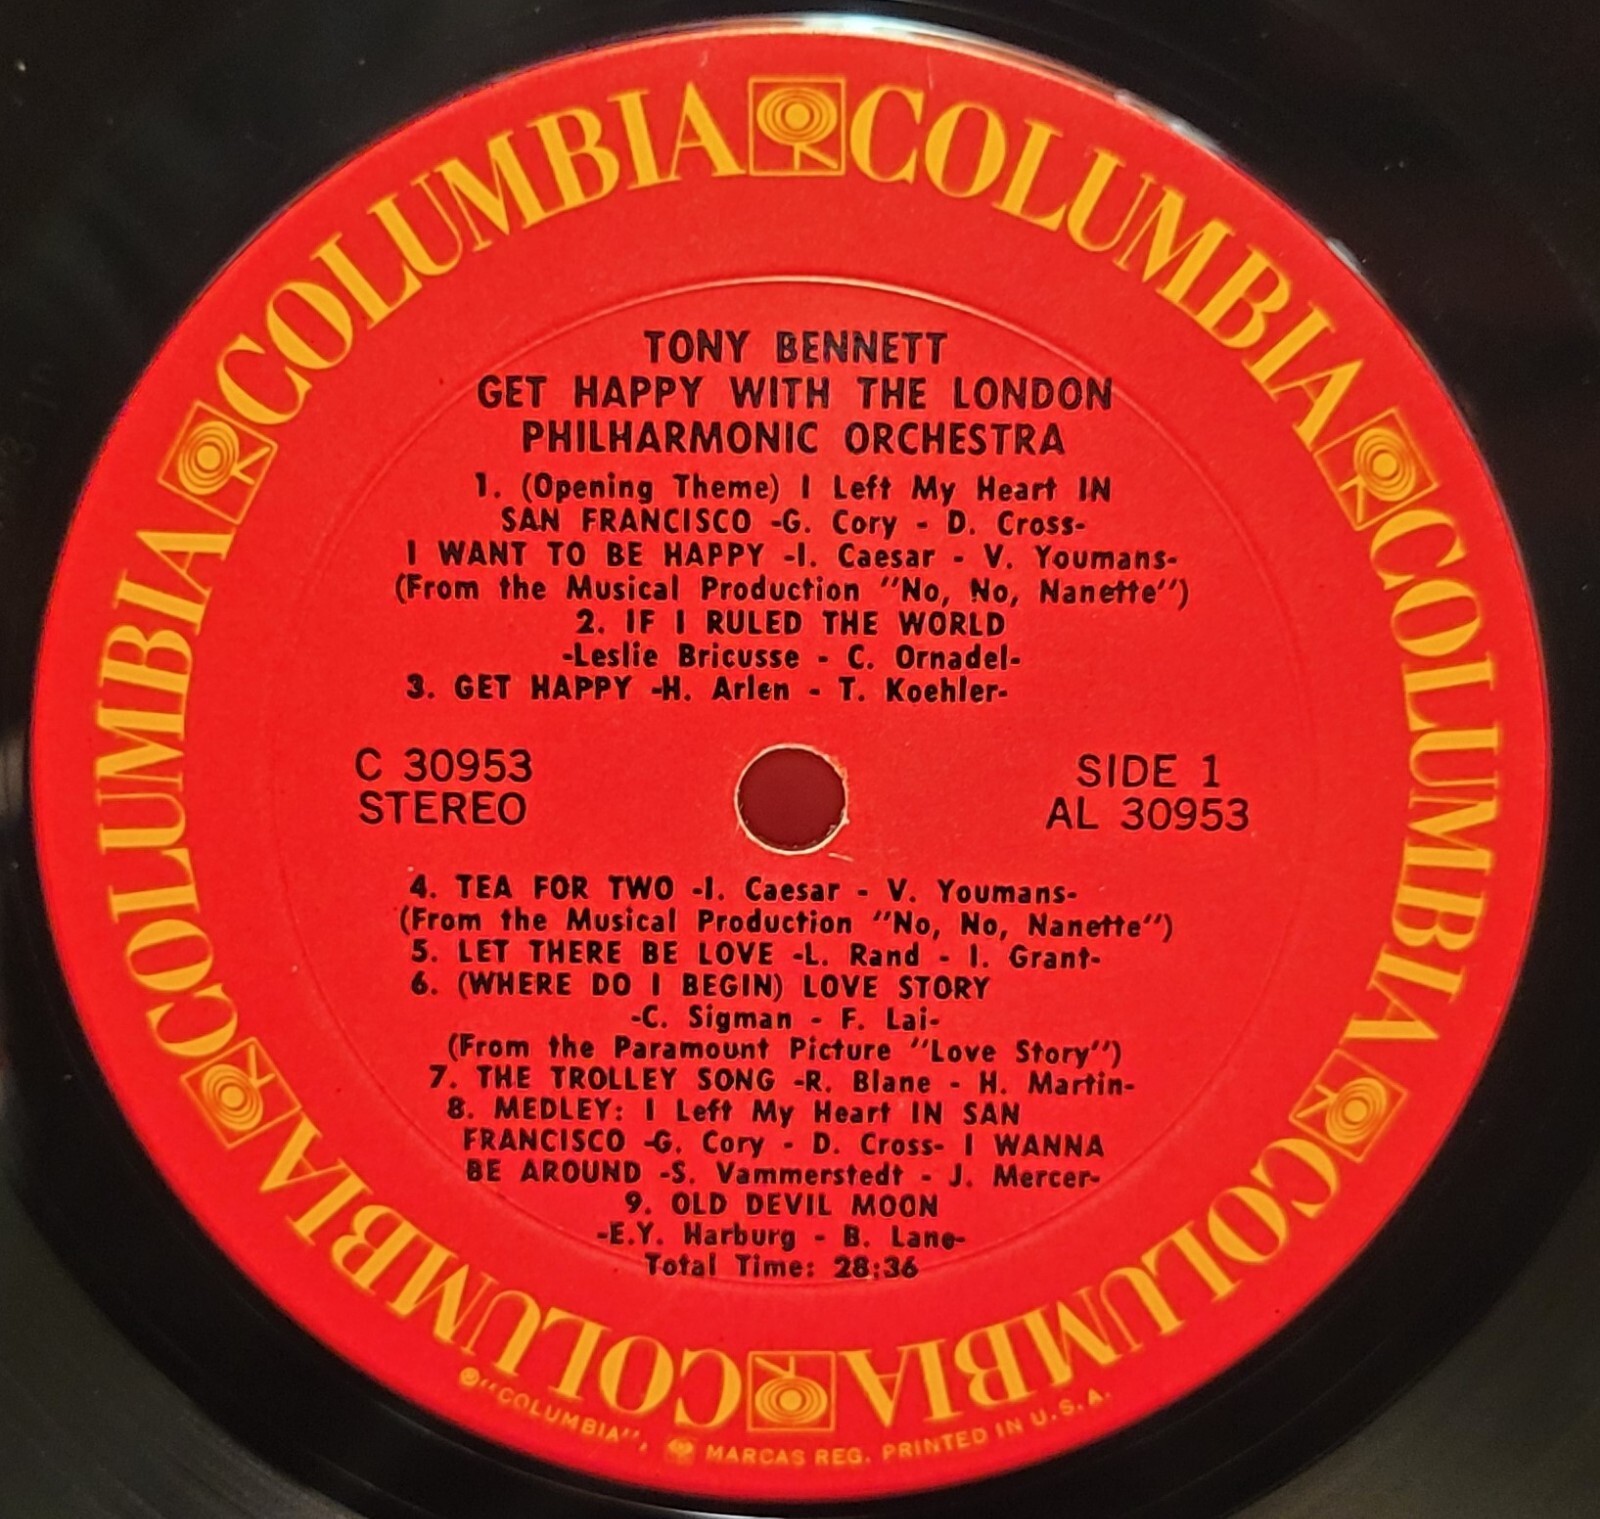 COLUMBIA COLUMBIA COLUMBIA COLUMBIA COLUMBIA COLUMBIA
TONY BENNETT
GET HAPPY WITH THE LONDON
PHILHARMONIC ORCHESTRA
1. (Opening Theme) I Left My Heart IN
SAN FRANCISCO -G. Cory - D. Cross-
I WANT TO BE HAPPY -I. Caesar - V. Youmans-
(From the Musical Production "No, No, Nanette")
2. IF I RULED THE WORLD
-Leslie Bricusse - C. Ornadel-
3. GET HAPPY -H. Arlen - T. Koehler-
C 30953
STEREO
SIDE 1
AL 30953
4. TEA FOR TWO -I. Caesar - V. Youmans-
(From the Musical Production "No, No, Nanette")
5. LET THERE BE LOVE -L. Rand - I. Grant-
6. (WHERE DO I BEGIN) LOVE STORY
-C. Sigman - F. Lai-
(From the Paramount Picture "Love Story")
7. THE TROLLEY SONG -R. Blane - H. Martin-
8. MEDLEY: I Left My Heart IN SAN
FRANCISCO -G. Cory - D. Cross- I WANNA
BE AROUND -S. Vammerstedt - J. Mercer-
9. OLD DEVIL MOON
-E.Y. Harburg - B. Lane-
Total Time: 28:36
®"COLUMBIA", MARCAS REG. PRINTED IN U.S.A.